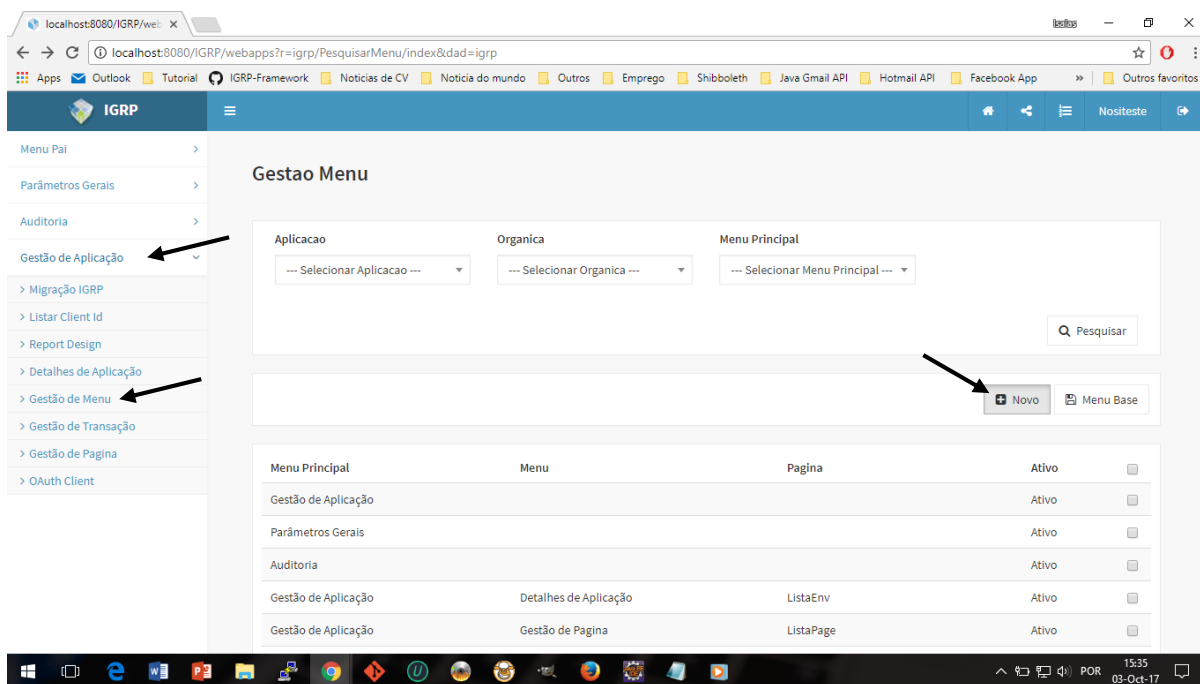 localhost:8080/IGRP/web
Isaias
localhost:8080/IGRP/webapps?r=igrp/PesquisarMenu/index&dad=igrp
Apps Outlook Tutorial IGRP-Framework Noticias de CV Noticia do mundo Outros Emprego Shibboleth Java Gmail API Hotmail API Facebook App » Outros favoritos
IGRP
Nositeste
Menu Pai
Parâmetros Gerais
Auditoria
Gestão de Aplicação
> Migração IGRP
> Listar Client Id
> Report Design
> Detalhes de Aplicação
> Gestão de Menu
> Gestão de Transação
> Gestão de Pagina
> OAuth Client
Gestao Menu
Aplicacao Organica Menu Principal
--- Selecionar Aplicacao --- --- Selecionar Organica --- --- Selecionar Menu Principal ---
Pesquisar
Novo Menu Base
Menu Principal Menu Pagina Ativo
Gestão de Aplicação Ativo
Parâmetros Gerais Ativo
Auditoria Ativo
Gestão de Aplicação Detalhes de Aplicação ListaEnv Ativo
Gestão de Aplicação Gestão de Pagina ListaPage Ativo
POR
15:35
03-Oct-17